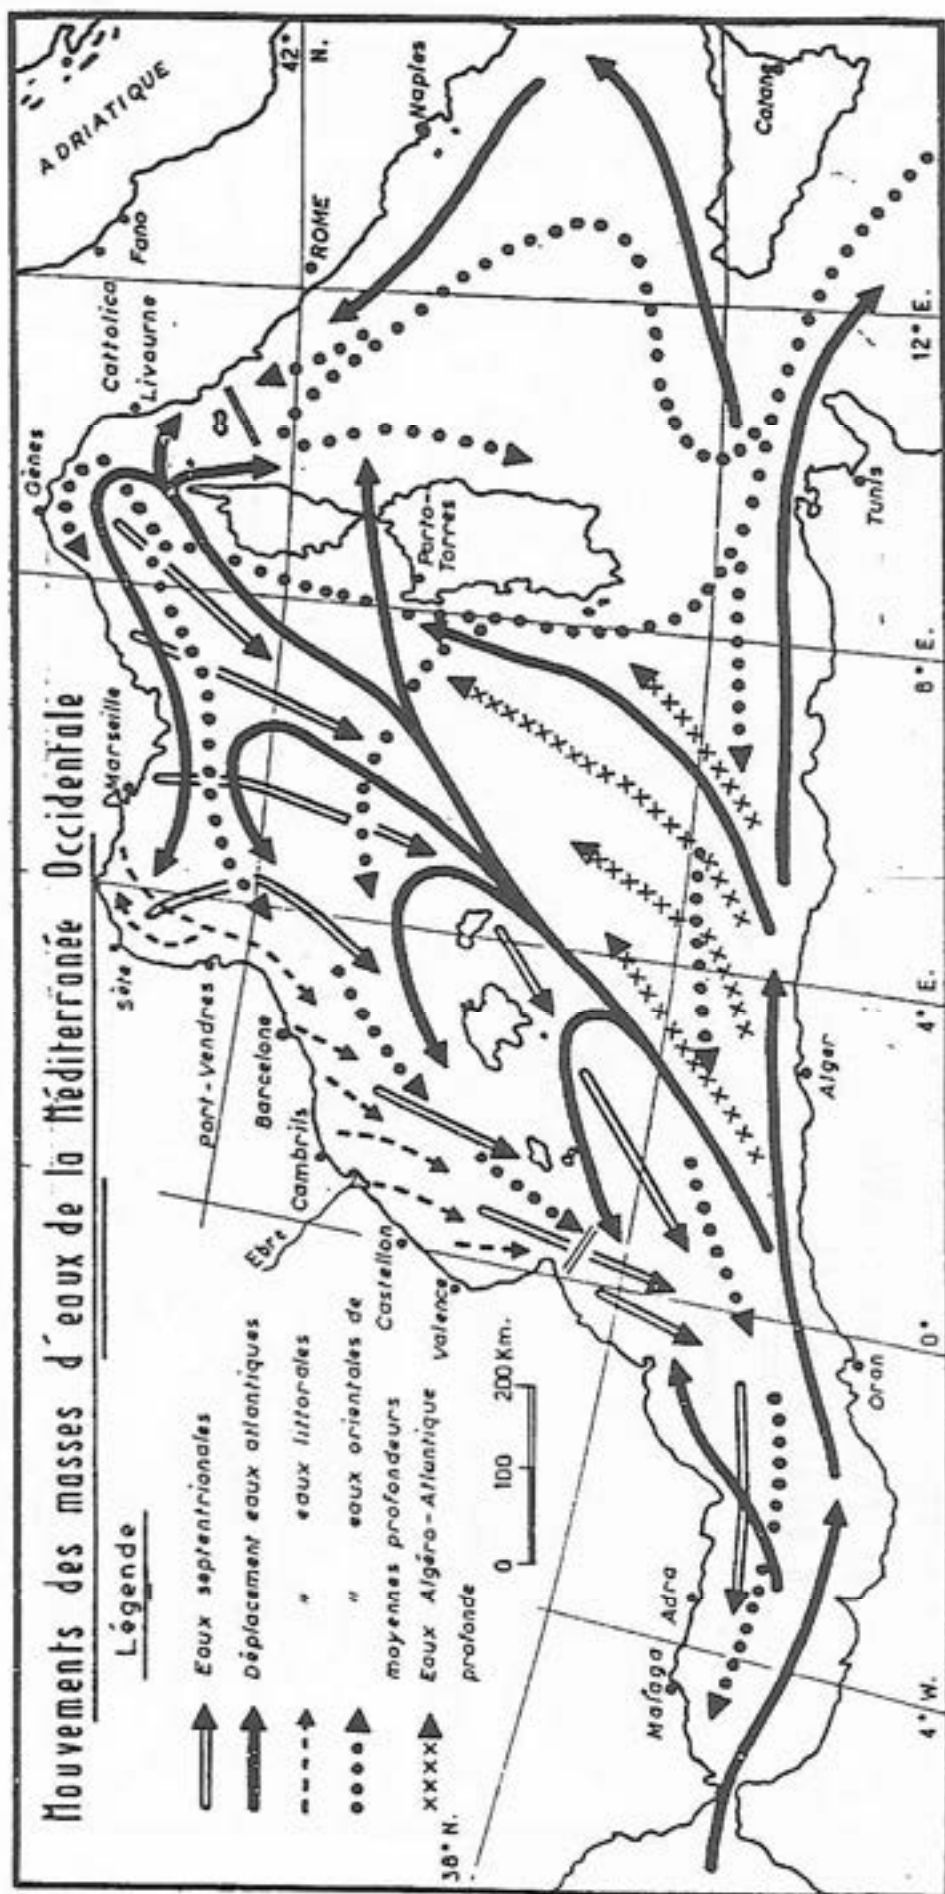 Mouvements des masses d'eaux de la Méditerranée Occidentale
Légende
Eaux septentrionales
Déplacement eaux atlantiques
" eaux littorales
" eaux orientales de
moyennes profondeurs
Eaux Algéro-Atlantique
profonde
0 100 200 Km.
38° N.
42°
N.
4° W.
0°
4° E.
8° E.
12° E.
ADRIATIQUE
Gênes
Cattolica
Fano
Livourne
Marseille
Sète
Port-Vendres
Barcelone
Cambrils
Ebre
Castellon
Valence
ROME
Naples
Porto-
Torres
Catane
Malaga
Adra
Oran
Alger
Tunis